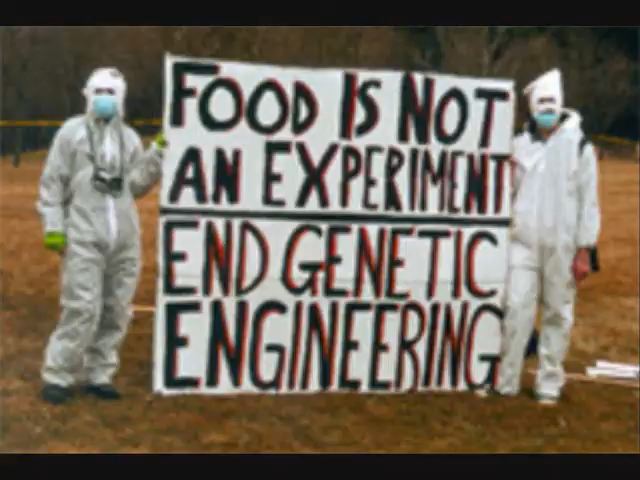 FOOD IS NOT
AN EXPERIMENT
END GENETIC
ENGINEERING